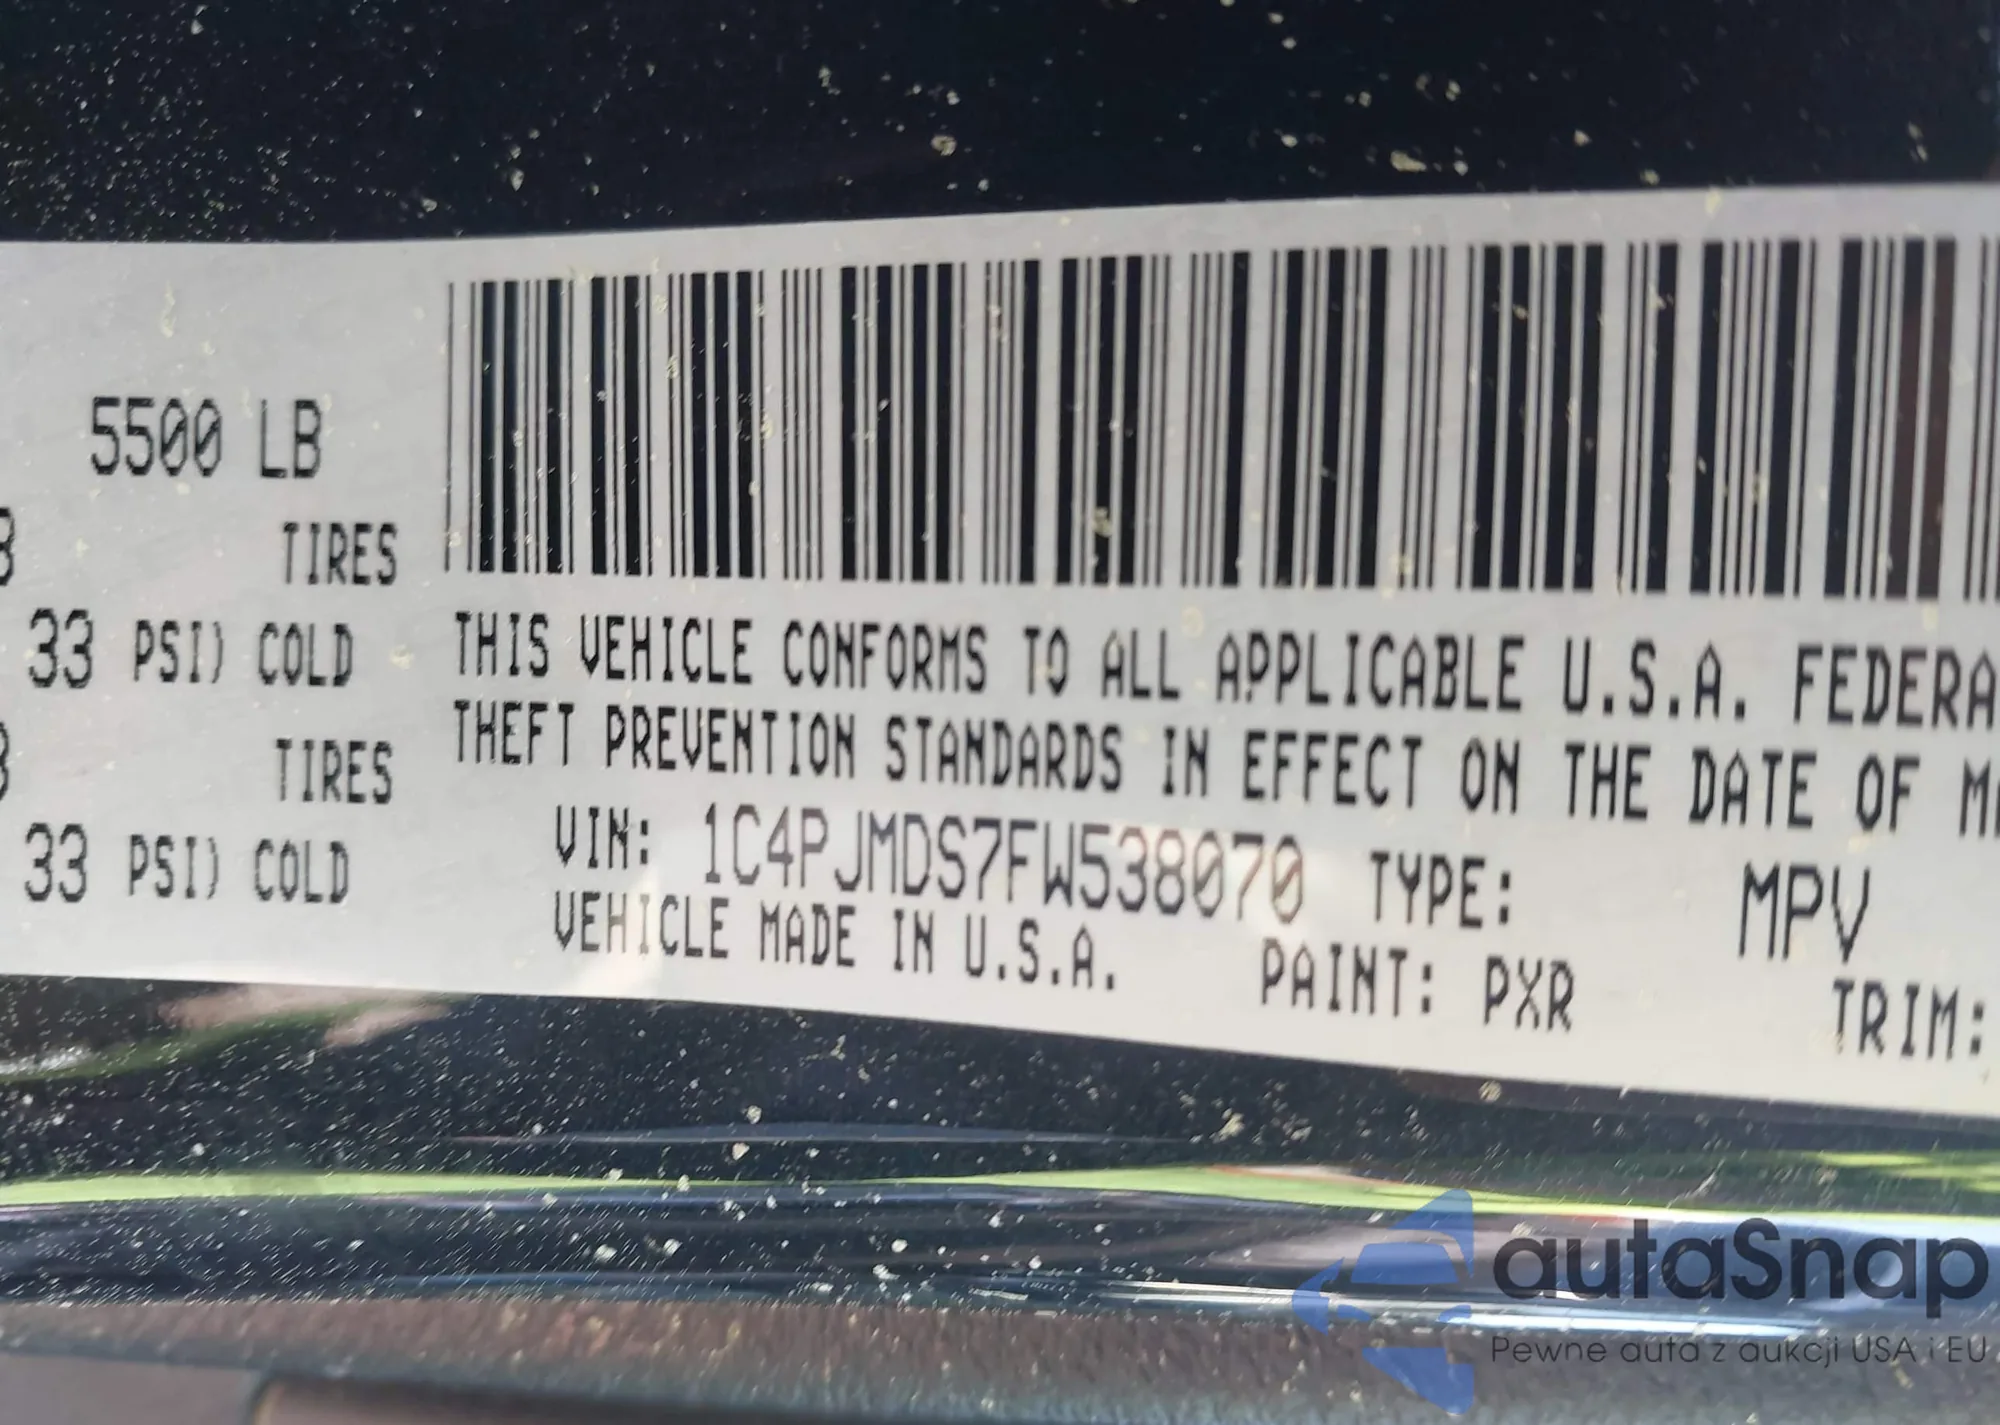 5500 LB
TIRES
33 PSI) COLD
TIRES
33 PSI) COLD
THIS VEHICLE CONFORMS TO ALL APPLICABLE U.S.A. FEDERA
THEFT PREVENTION STANDARDS IN EFFECT ON THE DATE OF
VIN: 1C4PJMDS7FW538070 TYPE: MPV
VEHICLE MADE IN U.S.A. PAINT: PXR TRIM:
autaSnap
Pewne auta z aukcji USA i EU